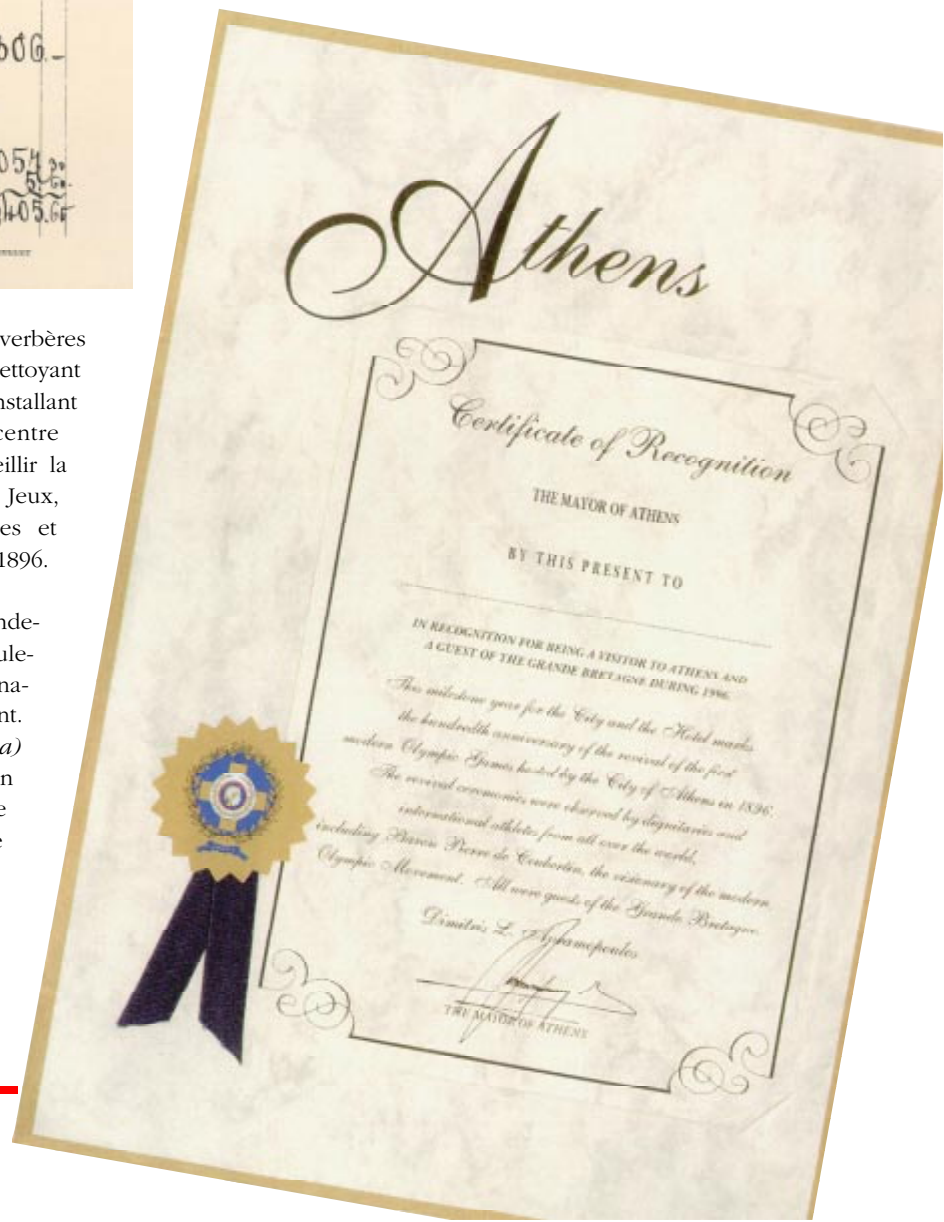 606.-
verbères
ettoyant
nstallant
centre
eillir la
Jeux,
es et
1896.
nde-
ule-
na-
nt.
a)
n
e
e
Athens
Certificate of Recognition
THE MAYOR OF ATHENS
BY THIS PRESENT TO
IN RECOGNITION FOR BEING A VISITOR TO ATHENS AND
A GUEST OF THE GRANDE BRETAGNE DURING 1996.
This milestone year for the City and the Hotel marks
the hundredth anniversary of the revival of the first
modern Olympic Games hosted by the City of Athens in 1896.
The revival ceremonies were observed by dignitaries and
international athletes from all over the world,
including Baron Pierre de Coubertin, the visionary of the modern
Olympic Movement. All were guests of the Grande Bretagne.
Dimitris L. Avramopoulos
THE MAYOR OF ATHENS